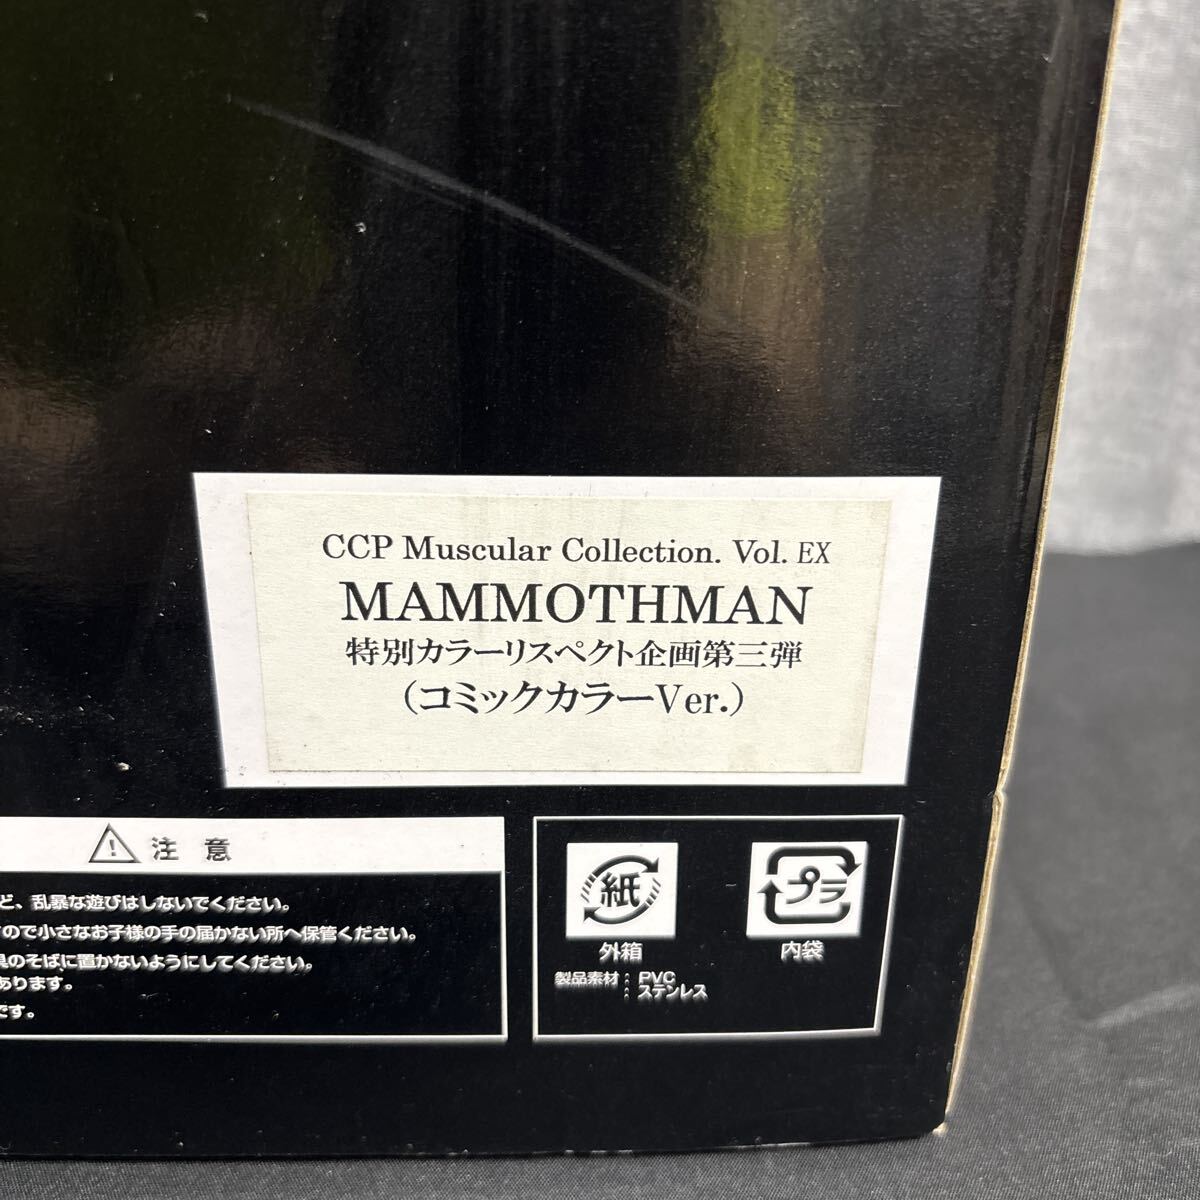 CCP Muscular Collection. Vol. EX
MAMMOTHMAN
特別カラーリスペクト企画第三弾
(コミックカラーVer.)
注 意
ど、乱暴な遊びはしないでください。
ので小さなお子様の手の届かない所へ保管ください。
のそばに置かないようにしてください。
あります。
です。
紙
外箱
プラ
内袋
製品素材 : PVC
: ステンレス